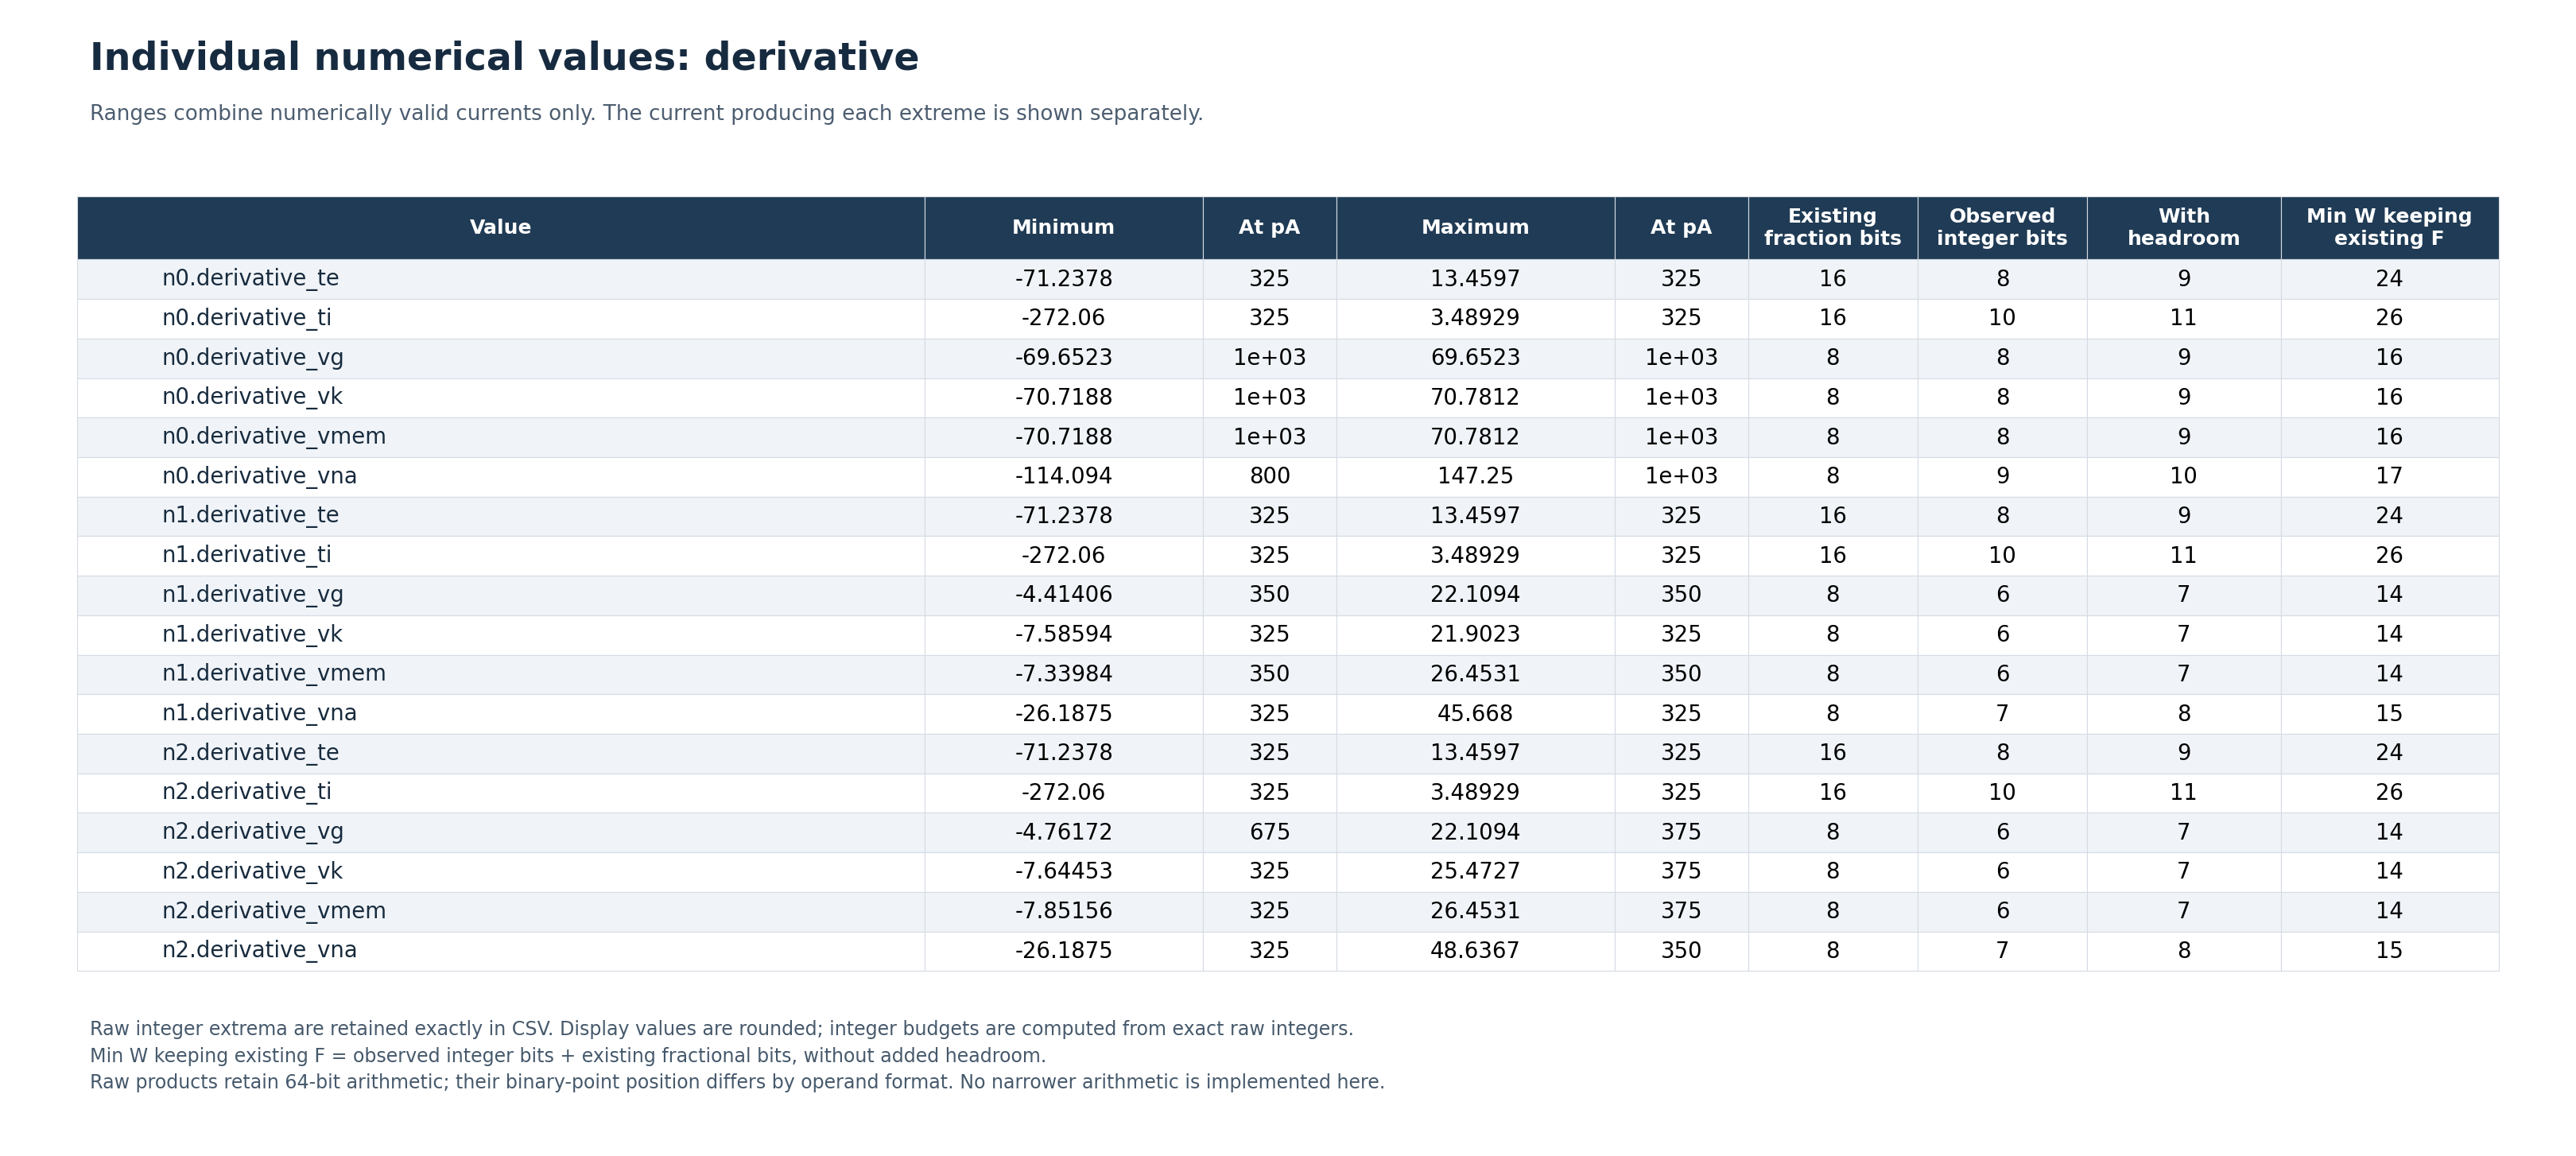 Individual numerical values: derivative
Ranges combine numerically valid currents only. The current producing each extreme is shown separately.
Value Minimum At pA Maximum At pA Existing fraction bits Observed integer bits With headroom Min W keeping existing F
n0.derivative_te -71.2378 325 13.4597 325 16 8 9 24
n0.derivative_ti -272.06 325 3.48929 325 16 10 11 26
n0.derivative_vg -69.6523 1e+03 69.6523 1e+03 8 8 9 16
n0.derivative_vk -70.7188 1e+03 70.7812 1e+03 8 8 9 16
n0.derivative_vmem -70.7188 1e+03 70.7812 1e+03 8 8 9 16
n0.derivative_vna -114.094 800 147.25 1e+03 8 9 10 17
n1.derivative_te -71.2378 325 13.4597 325 16 8 9 24
n1.derivative_ti -272.06 325 3.48929 325 16 10 11 26
n1.derivative_vg -4.41406 350 22.1094 350 8 6 7 14
n1.derivative_vk -7.58594 325 21.9023 325 8 6 7 14
n1.derivative_vmem -7.33984 350 26.4531 350 8 6 7 14
n1.derivative_vna -26.1875 325 45.668 325 8 7 8 15
n2.derivative_te -71.2378 325 13.4597 325 16 8 9 24
n2.derivative_ti -272.06 325 3.48929 325 16 10 11 26
n2.derivative_vg -4.76172 675 22.1094 375 8 6 7 14
n2.derivative_vk -7.64453 325 25.4727 375 8 6 7 14
n2.derivative_vmem -7.85156 325 26.4531 375 8 6 7 14
n2.derivative_vna -26.1875 325 48.6367 350 8 7 8 15
Raw integer extrema are retained exactly in CSV. Display values are rounded; integer budgets are computed from exact raw integers.
Min W keeping existing F = observed integer bits + existing fractional bits, without added headroom.
Raw products retain 64-bit arithmetic; their binary-point position differs by operand format. No narrower arithmetic is implemented here.